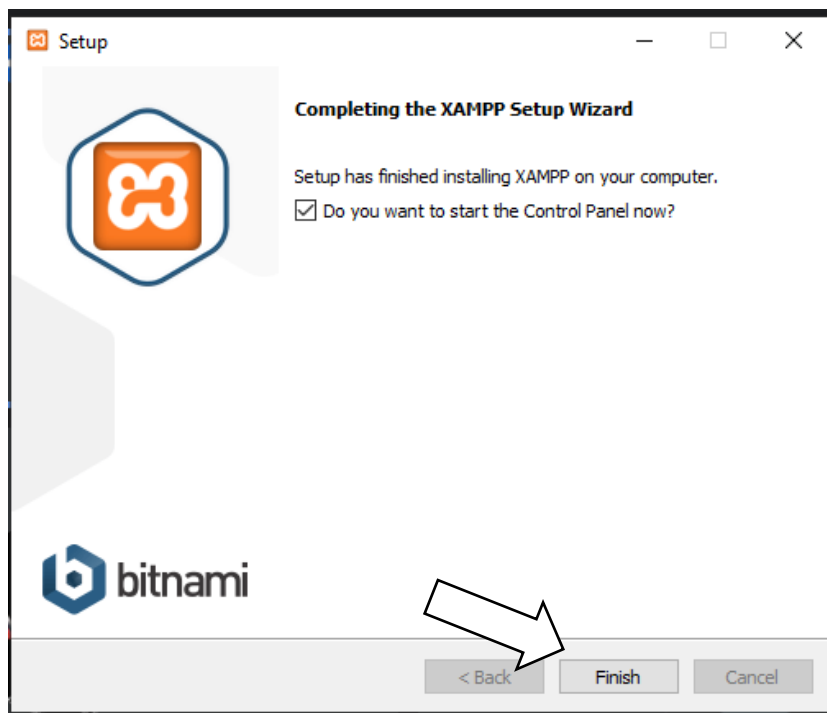 Setup
Completing the XAMPP Setup Wizard
Setup has finished installing XAMPP on your computer.
Do you want to start the Control Panel now?
bitnami
< Back
Finish
Cancel